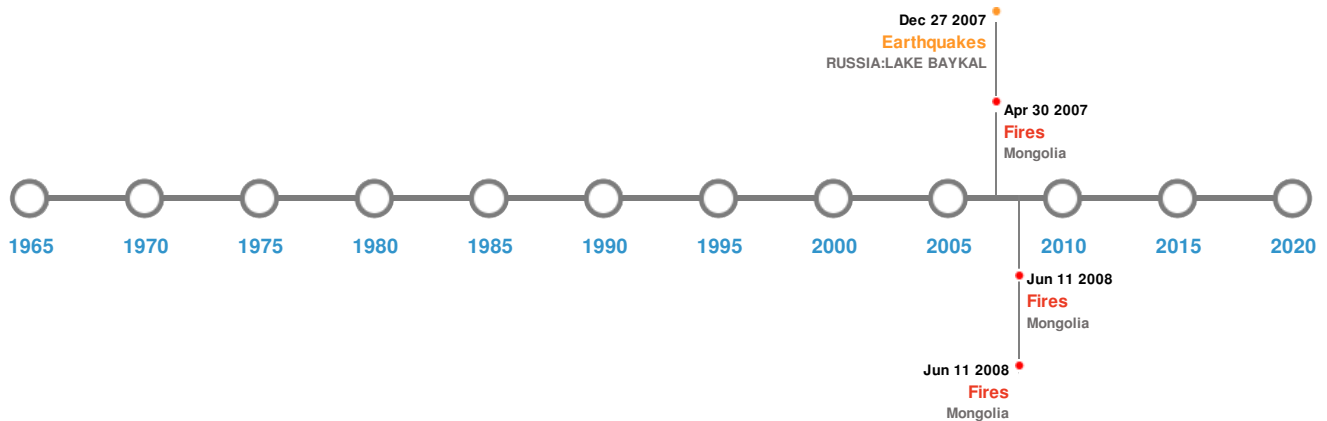 Dec 27 2007
Earthquakes
RUSSIA:LAKE BAYKAL
Apr 30 2007
Fires
Mongolia
1965 1970 1975 1980 1985 1990 1995 2000 2005 2010 2015 2020
Jun 11 2008
Fires
Mongolia
Jun 11 2008
Fires
Mongolia